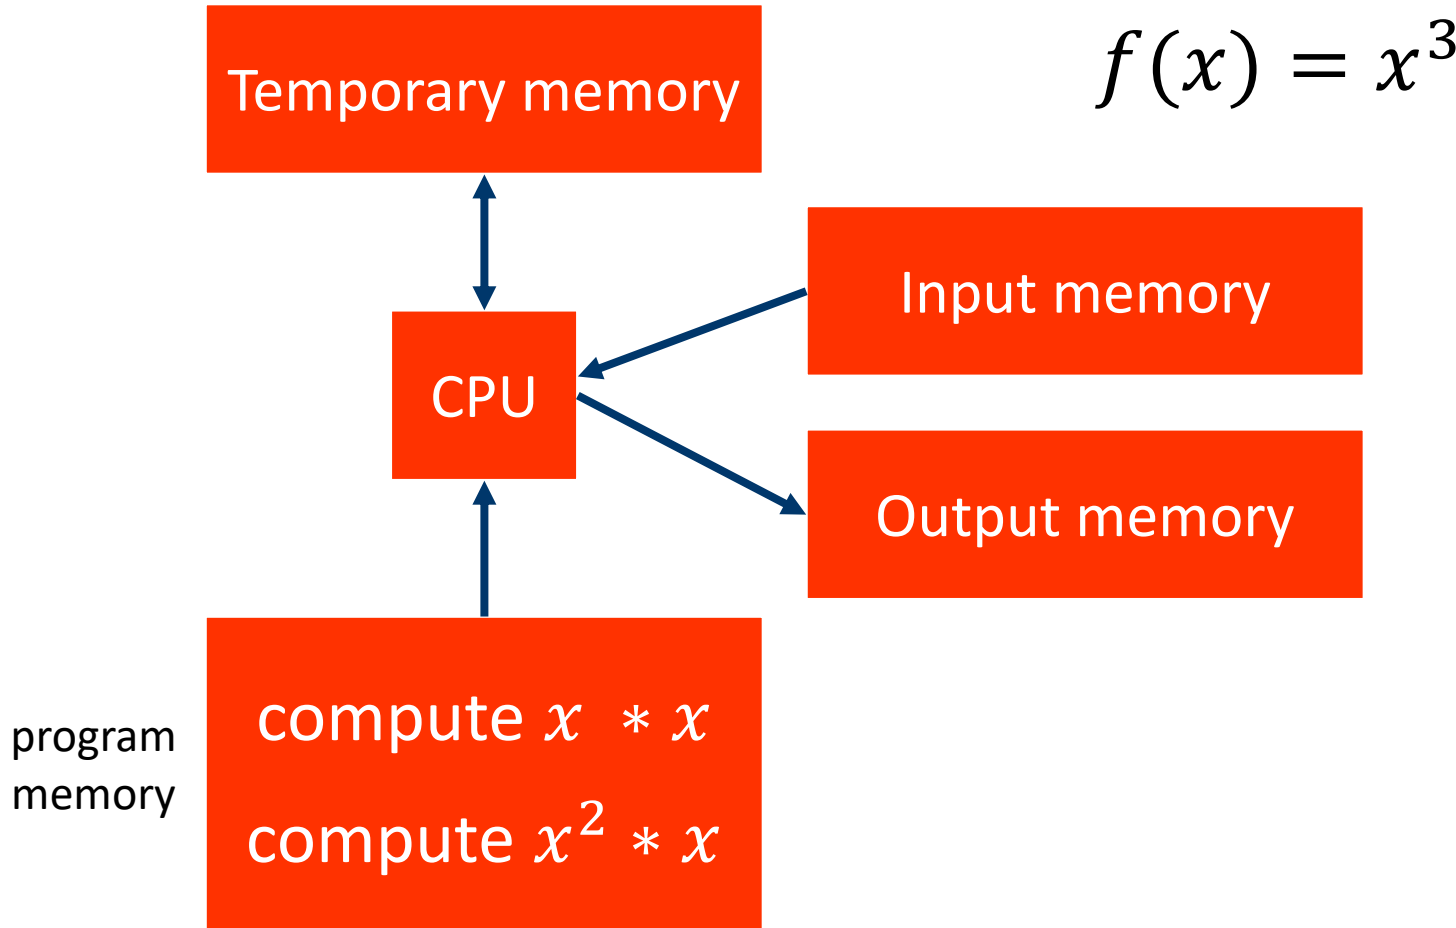 Temporary memory
f(x) = x³
Input memory
CPU
Output memory
compute x ∗ x
program
memory
compute x² ∗ x